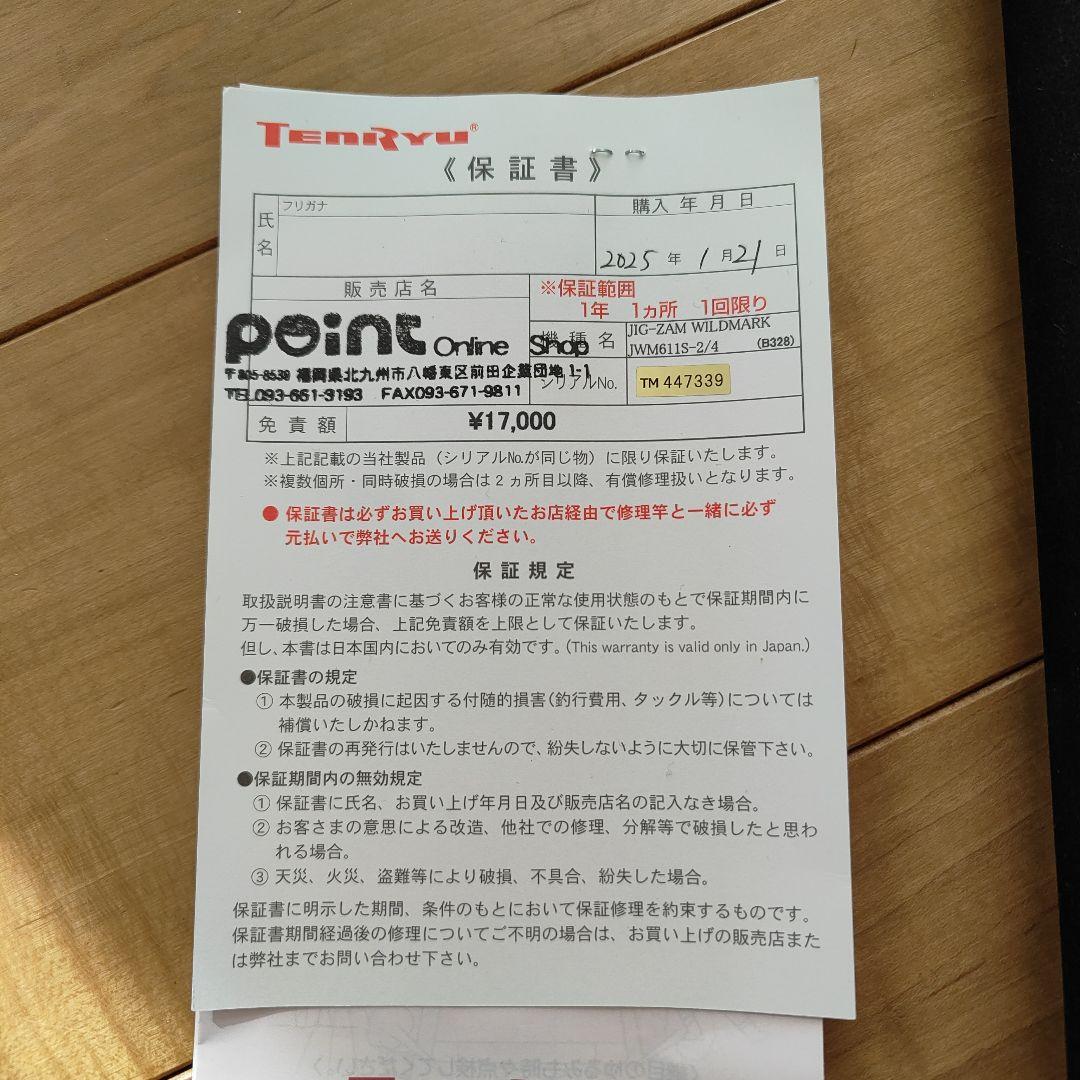 TENRYU®
《保証書》
フリガナ
氏名
購入年月日
2025年1月21日
販売店名
※保証範囲
1年 1ヵ所 1回限り
point Online Shop
〒805-8539 福岡県北九州市八幡東区前田企業団地1-1
TEL093-651-3193 FAX093-671-9811
機種名
JIG-ZAM WILDMARK
JWM611S-2/4 (B328)
シリアルNo.
TM 447339
免責額
¥17,000
※上記記載の当社製品(シリアルNo.が同じ物)に限り保証いたします。
※複数個所・同時破損の場合は2ヵ所目以降、有償修理扱いとなります。
●保証書は必ずお買い上げ頂いたお店経由で修理竿と一緒に必ず
元払いで弊社へお送りください。
保証規定
取扱説明書の注意書に基づくお客様の正常な使用状態のもとで保証期間内に
万一破損した場合、上記免責額を上限として保証いたします。
但し、本書は日本国内においてのみ有効です。(This warranty is valid only in Japan.)
●保証書の規定
① 本製品の破損に起因する付随的損害(釣行費用、タックル等)については
補償いたしかねます。
② 保証書の再発行はいたしませんので、紛失しないように大切に保管下さい。
●保証期間内の無効規定
① 保証書に氏名、お買い上げ年月日及び販売店名の記入なき場合。
② お客さまの意思による改造、他社での修理、分解等で破損したと思わ
れる場合。
③ 天災、火災、盗難等により破損、不具合、紛失した場合。
保証書に明示した期間、条件のもとにおいて保証修理を約束するものです。
保証書期間経過後の修理についてご不明の場合は、お買い上げの販売店また
は弊社までお問い合わせ下さい。